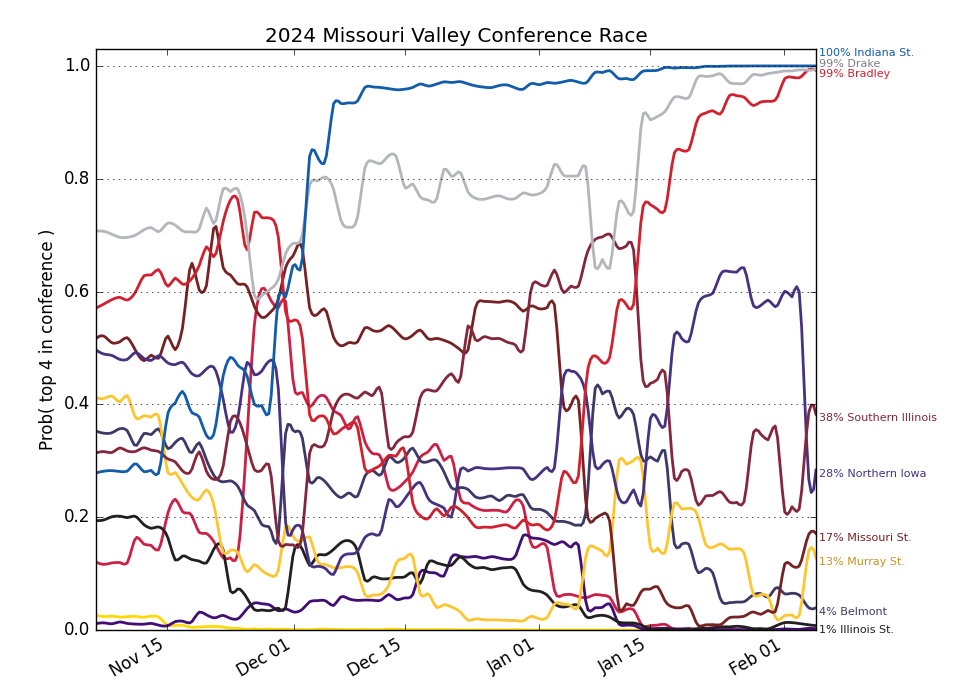 2024 Missouri Valley Conference Race
Prob( top 4 in conference )
1.0
0.8
0.6
0.4
0.2
0.0
Nov 15
Dec 01
Dec 15
Jan 01
Jan 15
Feb 01
100% Indiana St.
99% Drake
99% Bradley
38% Southern Illinois
28% Northern Iowa
17% Missouri St.
13% Murray St.
4% Belmont
1% Illinois St.